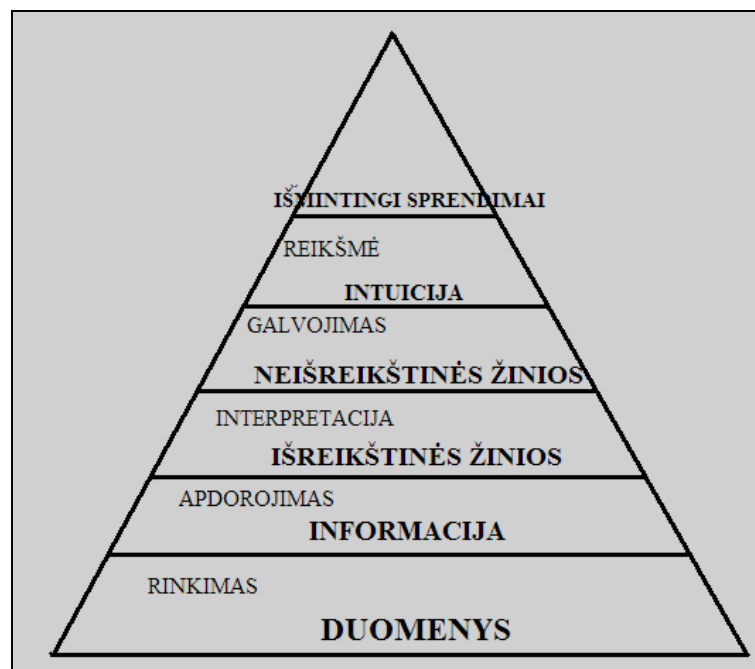 IŠMINTINGI SPRENDIMAI
REIKŠMĖ
INTUICIJA
GALVOJIMAS
NEIŠREIKŠTINĖS ŽINIOS
INTERPRETACIJA
IŠREIKŠTINĖS ŽINIOS
APDOROJIMAS
INFORMACIJA
RINKIMAS
DUOMENYS